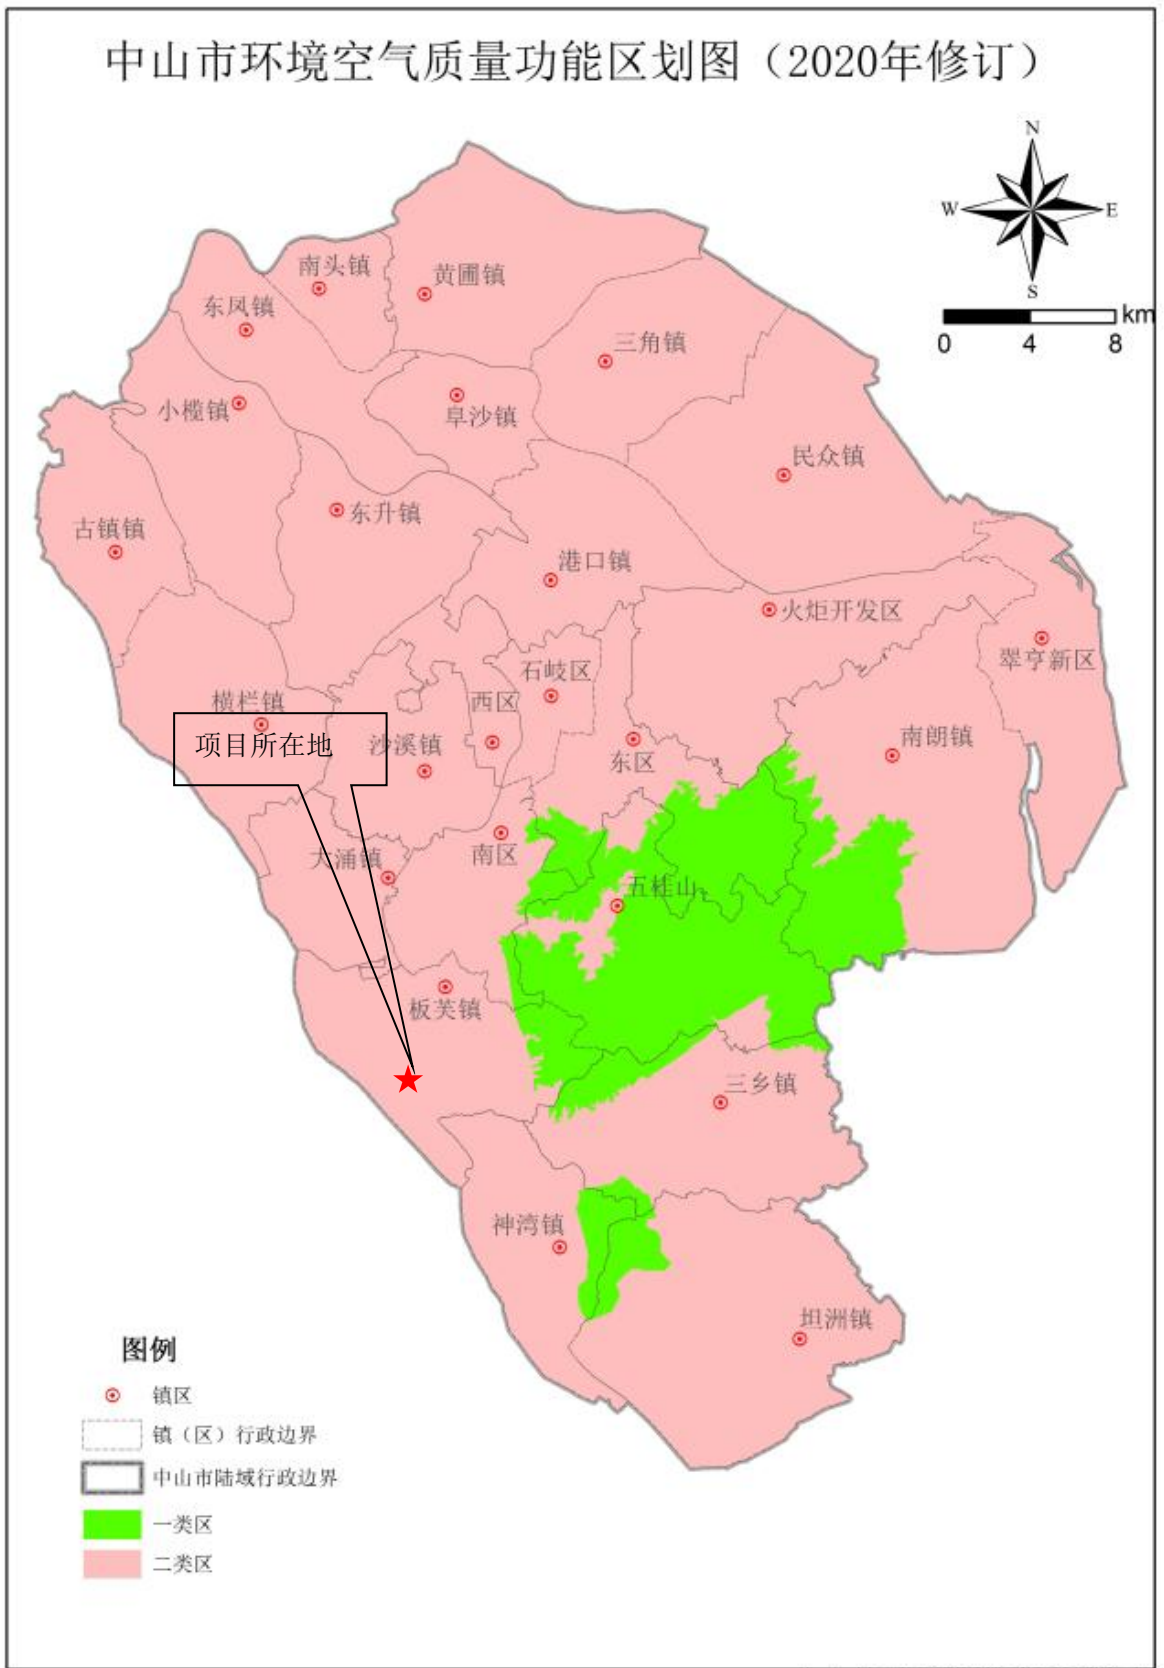 中山市环境空气质量功能区划图（2020年修订）
N
W
E
S
km
0 4 8
南头镇
黄圃镇
东凤镇
三角镇
小榄镇
阜沙镇
民众镇
古镇镇
东升镇
港口镇
火炬开发区
翠亨新区
石岐区
横栏镇
西区
项目所在地
沙溪镇
东区
南朗镇
大涌镇
南区
五桂山
板芙镇
三乡镇
神湾镇
坦洲镇
图例
镇区
镇（区）行政边界
中山市陆域行政边界
一类区
二类区